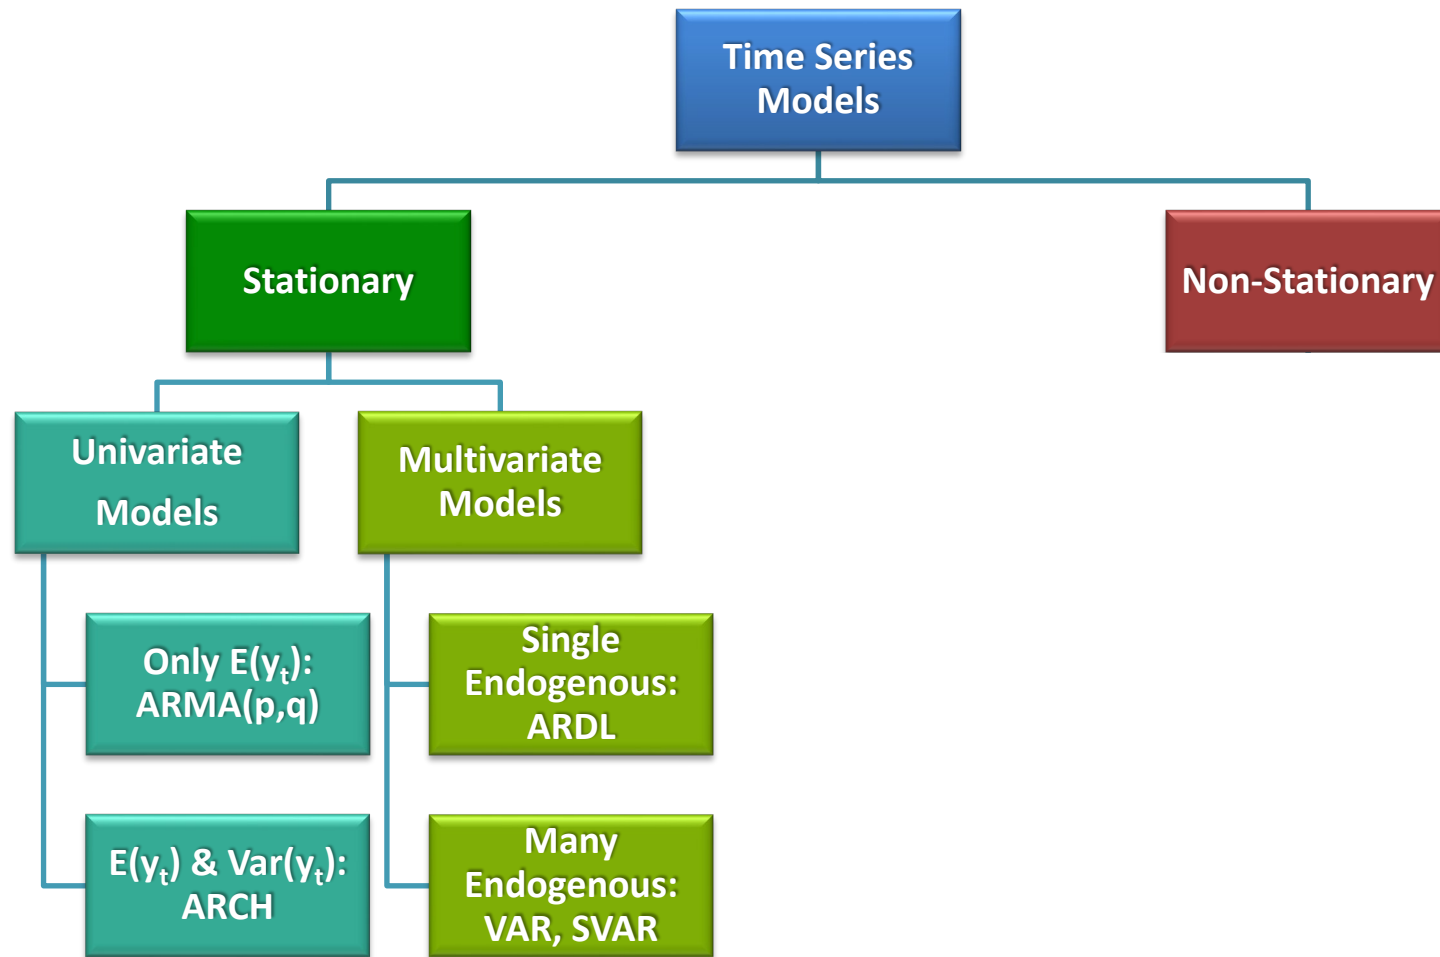 Time Series
Models
Stationary
Non-Stationary
Univariate
Models
Multivariate
Models
Only E(yₜ):
ARMA(p,q)
Single
Endogenous:
ARDL
E(yₜ) & Var(yₜ):
ARCH
Many
Endogenous:
VAR, SVAR